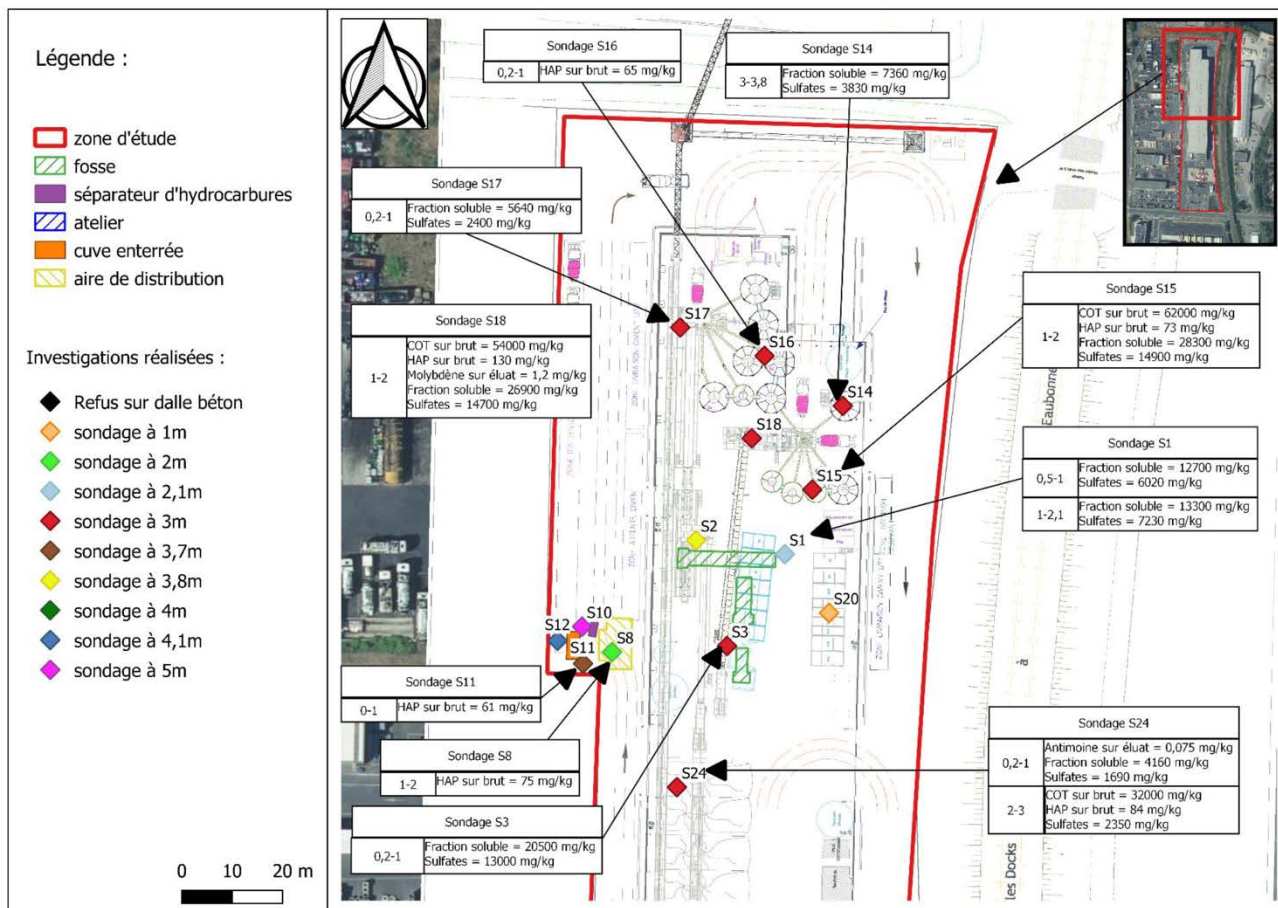 Légende :
zone d'étude
fosse
séparateur d'hydrocarbures
atelier
cuve enterrée
aire de distribution
Investigations réalisées :
Refus sur dalle béton
sondage à 1m
sondage à 2m
sondage à 2,1m
sondage à 3m
sondage à 3,7m
sondage à 3,8m
sondage à 4m
sondage à 4,1m
sondage à 5m
0 10 20 m
Sondage S16
0,2-1 HAP sur brut = 65 mg/kg
Sondage S14
3-3,8 Fraction soluble = 7360 mg/kg
Sulfates = 3830 mg/kg
Sondage S17
0,2-1 Fraction soluble = 5640 mg/kg
Sulfates = 2400 mg/kg
Sondage S18
1-2 COT sur brut = 54000 mg/kg
HAP sur brut = 130 mg/kg
Molybdène sur éluat = 1,2 mg/kg
Fraction soluble = 26900 mg/kg
Sulfates = 14700 mg/kg
Sondage S15
1-2 COT sur brut = 62000 mg/kg
HAP sur brut = 73 mg/kg
Fraction soluble = 28300 mg/kg
Sulfates = 14900 mg/kg
Sondage S1
0,5-1 Fraction soluble = 12700 mg/kg
Sulfates = 6020 mg/kg
1-2,1 Fraction soluble = 13300 mg/kg
Sulfates = 7230 mg/kg
Sondage S11
0-1 HAP sur brut = 61 mg/kg
Sondage S8
1-2 HAP sur brut = 75 mg/kg
Sondage S3
0,2-1 Fraction soluble = 20500 mg/kg
Sulfates = 13000 mg/kg
Sondage S24
0,2-1 Antimoine sur éluat = 0,075 mg/kg
Fraction soluble = 4160 mg/kg
Sulfates = 1690 mg/kg
2-3 COT sur brut = 32000 mg/kg
HAP sur brut = 84 mg/kg
Sulfates = 2350 mg/kg
S17
S16
S14
S18
S15
S2
S1
S20
S10
S12
S8
S11
S3
S24
Eaubonne
à
les Docks